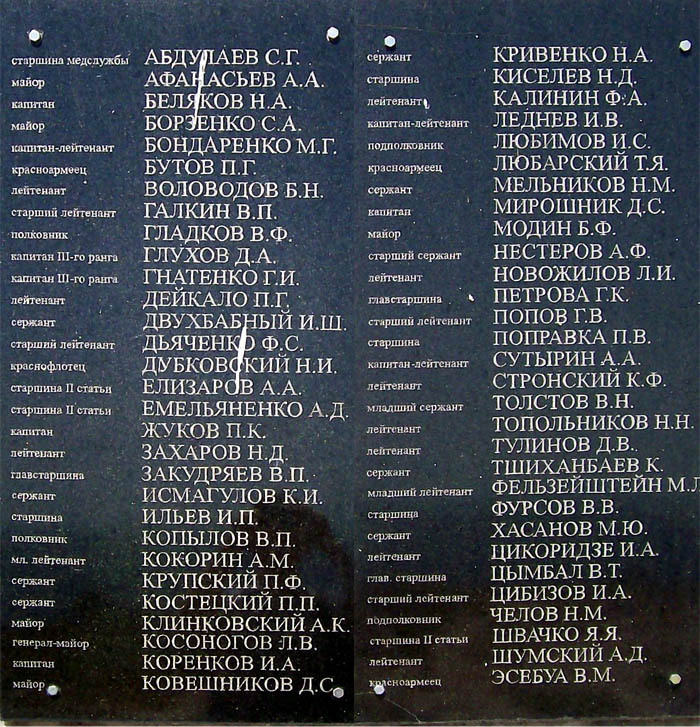 старшина медслужбы АБДУЛАЕВ С.Г.
майор АФАНАСЬЕВ А.А.
капитан БЕЛЯКОВ Н.А.
майор БОРЗЕНКО С.А.
капитан-лейтенант БОНДАРЕНКО М.Г.
красноармеец БУТОВ П.Г.
лейтенант ВОЛОВОДОВ Б.Н.
старший лейтенант ГАЛКИН В.П.
полковник ГЛАДКОВ В.Ф.
капитан III-го ранга ГЛУХОВ Д.А.
капитан III-го ранга ГНАТЕНКО Г.И.
лейтенант ДЕЙКАЛО П.Г.
сержант ДВУХБАБНЫЙ И.Ш.
старший лейтенант ДЬЯЧЕНКО Ф.С.
краснофлотец ДУБКОВСКИЙ Н.И.
старшина II статьи ЕЛИЗАРОВ А.А.
старшина II статьи ЕМЕЛЬЯНЕНКО А.Д.
капитан ЖУКОВ П.К.
лейтенант ЗАХАРОВ Н.Д.
главстаршина ЗАКУДРЯЕВ В.П.
сержант ИСМАГУЛОВ К.И.
старшина ИЛЬЕВ И.П.
полковник КОПЫЛОВ В.П.
мл. лейтенант КОКОРИН А.М.
сержант КРУПСКИЙ П.Ф.
сержант КОСТЕЦКИЙ П.П.
майор КЛИНКОВСКИЙ А.К.
генерал-майор КОСОНОГОВ Л.В.
капитан КОРЕНКОВ И.А.
майор КОВЕШНИКОВ Д.С.
сержант КРИВЕНКО Н.А.
старшина КИСЕЛЕВ Н.Д.
лейтенант КАЛИНИН Ф.А.
капитан-лейтенант ЛЕДНЕВ И.В.
подполковник ЛЮБИМОВ И.С.
красноармеец ЛЮБАРСКИЙ Т.Я.
сержант МЕЛЬНИКОВ Н.М.
капитан МИРОШНИК Д.С.
майор МОДИН Б.Ф.
старший сержант НЕСТЕРОВ А.Ф.
лейтенант НОВОЖИЛОВ Л.И.
главстаршина ПЕТРОВА Г.К.
старший лейтенант ПОПОВ Г.В.
старшина ПОПРАВКА П.В.
капитан-лейтенант СУТЫРИН А.А.
лейтенант СТРОНСКИЙ К.Ф.
младший сержант ТОЛСТОВ В.Н.
лейтенант ТОПОЛЬНИКОВ Н.Н.
лейтенант ТУЛИНОВ Д.В.
сержант ТШИХАНБАЕВ К.
младший лейтенант ФЕЛЬЗЕЙШТЕЙН М.Л
старшина ФУРСОВ В.В.
сержант ХАСАНОВ М.Ю.
лейтенант ЦИКОРИДЗЕ И.А.
глав. старшина ЦЫМБАЛ В.Т.
старший лейтенант ЦИБИЗОВ И.А.
подполковник ЧЕЛОВ Н.М.
старшина II статьи ШВАЧКО Я.Я.
лейтенант ШУМСКИЙ А.Д.
красноармеец ЭСЕБУА В.М.